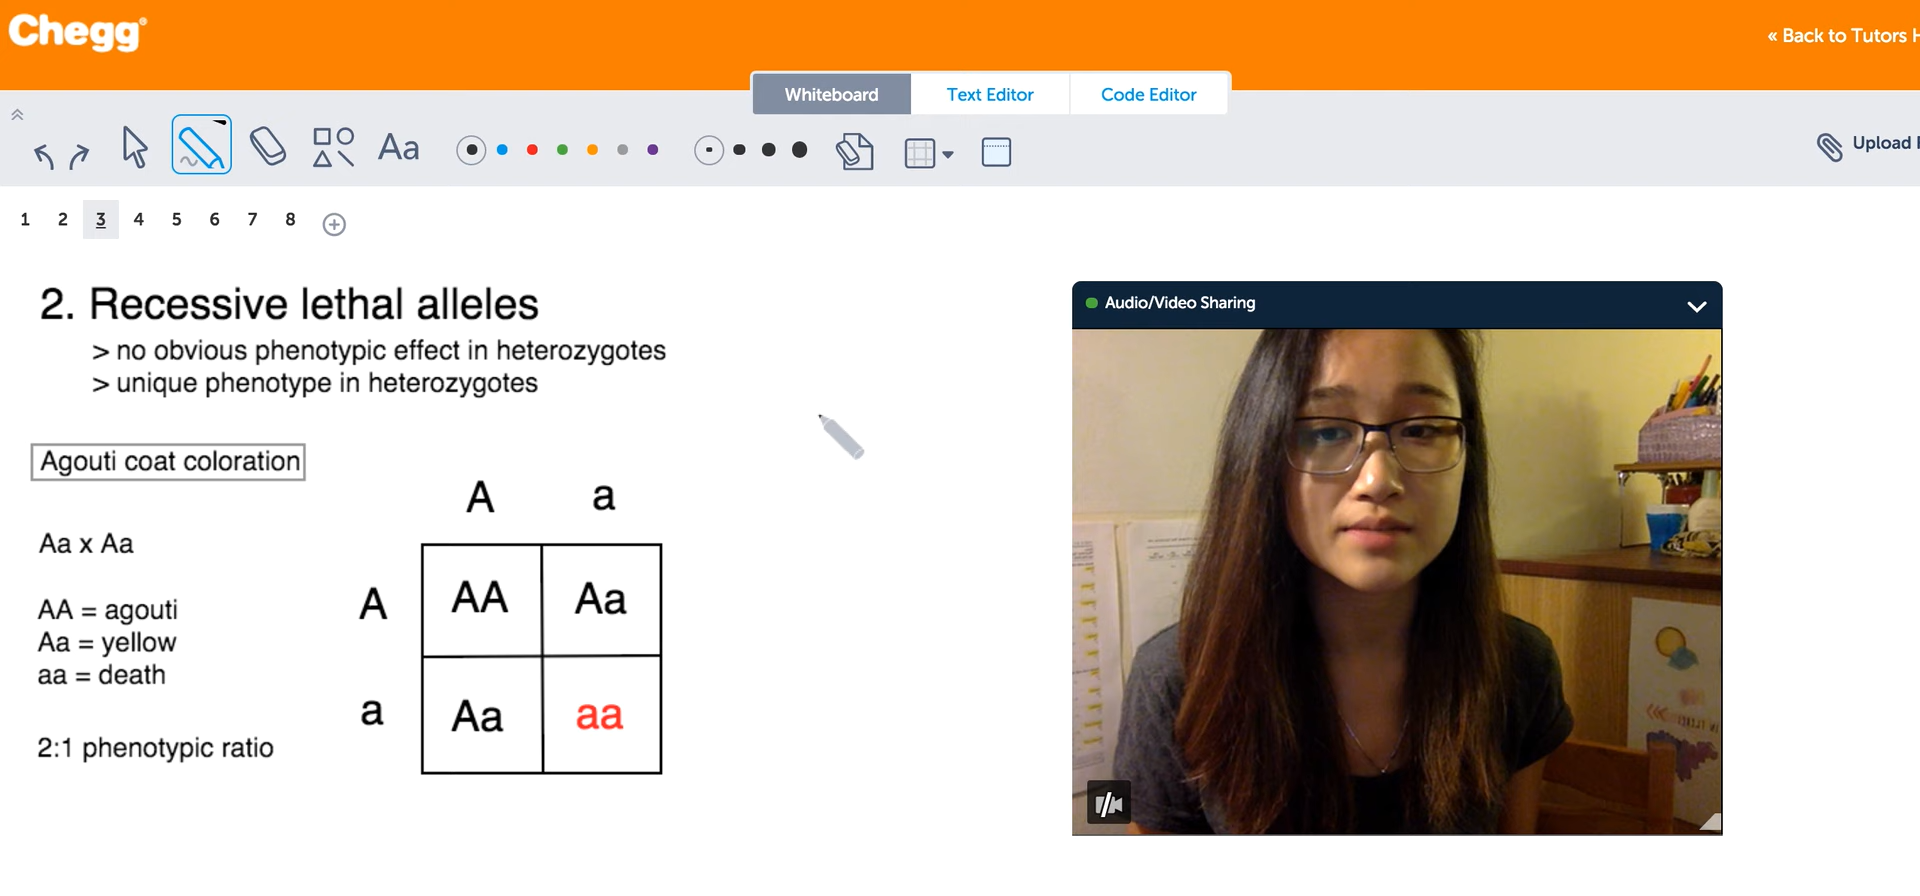 Chegg
« Back to Tutors H
Whiteboard
Text Editor
Code Editor
Aa
Upload
1 2 3 4 5 6 7 8
2. Recessive lethal alleles
> no obvious phenotypic effect in heterozygotes
> unique phenotype in heterozygotes
Audio/Video Sharing
Agouti coat coloration
Aa x Aa
AA = agouti
Aa = yellow
aa = death
2:1 phenotypic ratio
A a
A AA Aa
a Aa aa